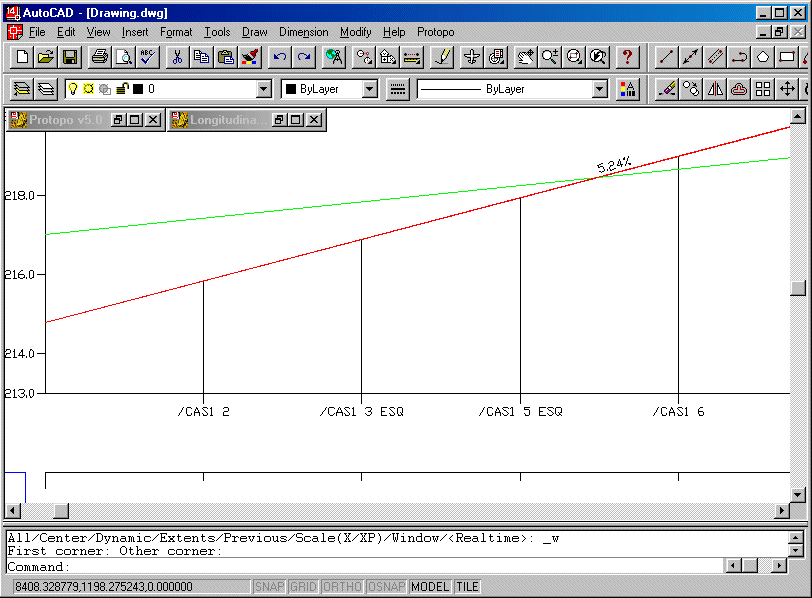 AutoCAD - [Drawing.dwg]
File Edit View Insert Format Tools Draw Dimension Modify Help Protopo
ABC
?
0 ByLayer ByLayer
Protopo v5.0 Longitudina...
5.24%
218.0
216.0
214.0
213.0
/CAS1 2 /CAS1 3 ESQ /CAS1 5 ESQ /CAS1 6
All/Center/Dynamic/Extents/Previous/Scale(X/XP)/Window/<Realtime>: _w
First corner: Other corner:
Command:
8408.328779,1198.275243,0.000000 SNAP GRID ORTHO OSNAP MODEL TILE